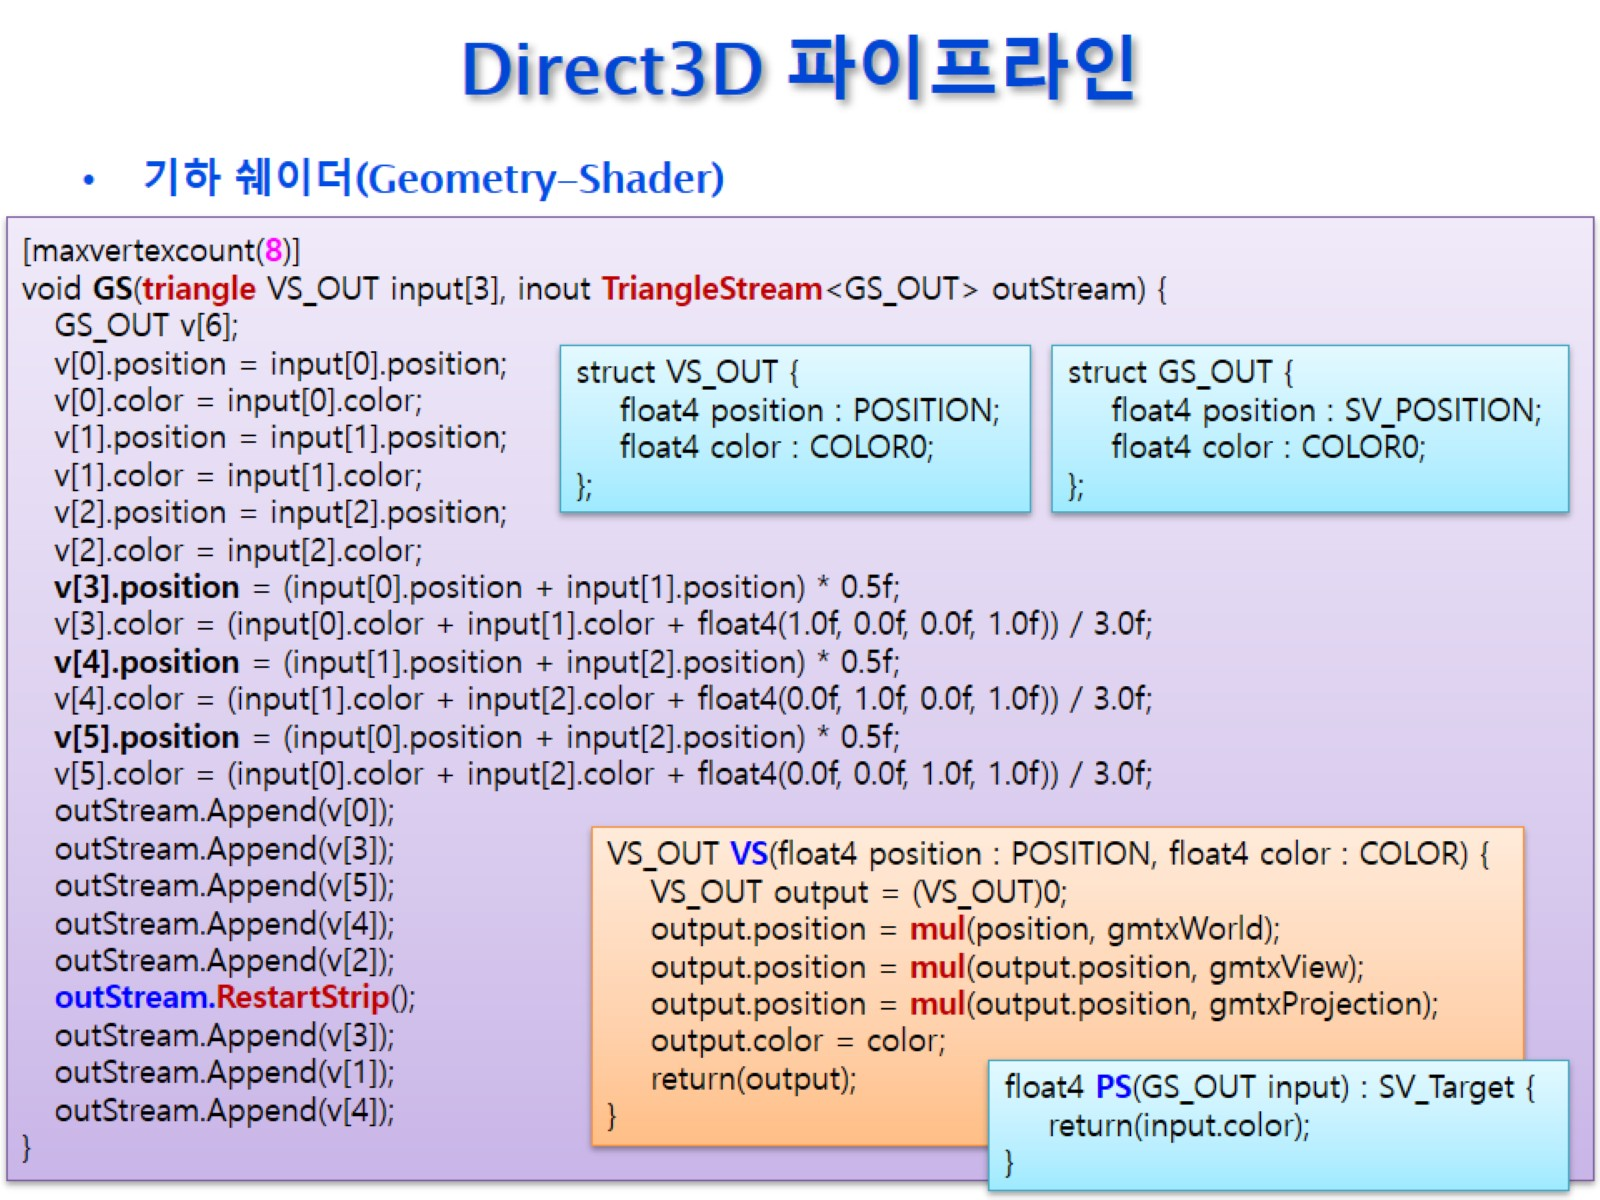 Direct3D 파이프라인
• 기하 쉐이더(Geometry-Shader)
[maxvertexcount(8)]
void GS(triangle VS_OUT input[3], inout TriangleStream<GS_OUT> outStream) {
GS_OUT v[6];
v[0].position = input[0].position;
v[0].color = input[0].color;
v[1].position = input[1].position;
v[1].color = input[1].color;
v[2].position = input[2].position;
v[2].color = input[2].color;
v[3].position = (input[0].position + input[1].position) * 0.5f;
v[3].color = (input[0].color + input[1].color + float4(1.0f, 0.0f, 0.0f, 1.0f)) / 3.0f;
v[4].position = (input[1].position + input[2].position) * 0.5f;
v[4].color = (input[1].color + input[2].color + float4(0.0f, 1.0f, 0.0f, 1.0f)) / 3.0f;
v[5].position = (input[0].position + input[2].position) * 0.5f;
v[5].color = (input[0].color + input[2].color + float4(0.0f, 0.0f, 1.0f, 1.0f)) / 3.0f;
outStream.Append(v[0]);
outStream.Append(v[3]);
outStream.Append(v[5]);
outStream.Append(v[4]);
outStream.Append(v[2]);
outStream.RestartStrip();
outStream.Append(v[3]);
outStream.Append(v[1]);
outStream.Append(v[4]);
}
struct VS_OUT {
float4 position : POSITION;
float4 color : COLOR0;
};
struct GS_OUT {
float4 position : SV_POSITION;
float4 color : COLOR0;
};
VS_OUT VS(float4 position : POSITION, float4 color : COLOR) {
VS_OUT output = (VS_OUT)0;
output.position = mul(position, gmtxWorld);
output.position = mul(output.position, gmtxView);
output.position = mul(output.position, gmtxProjection);
output.color = color;
return(output);
}
float4 PS(GS_OUT input) : SV_Target {
return(input.color);
}